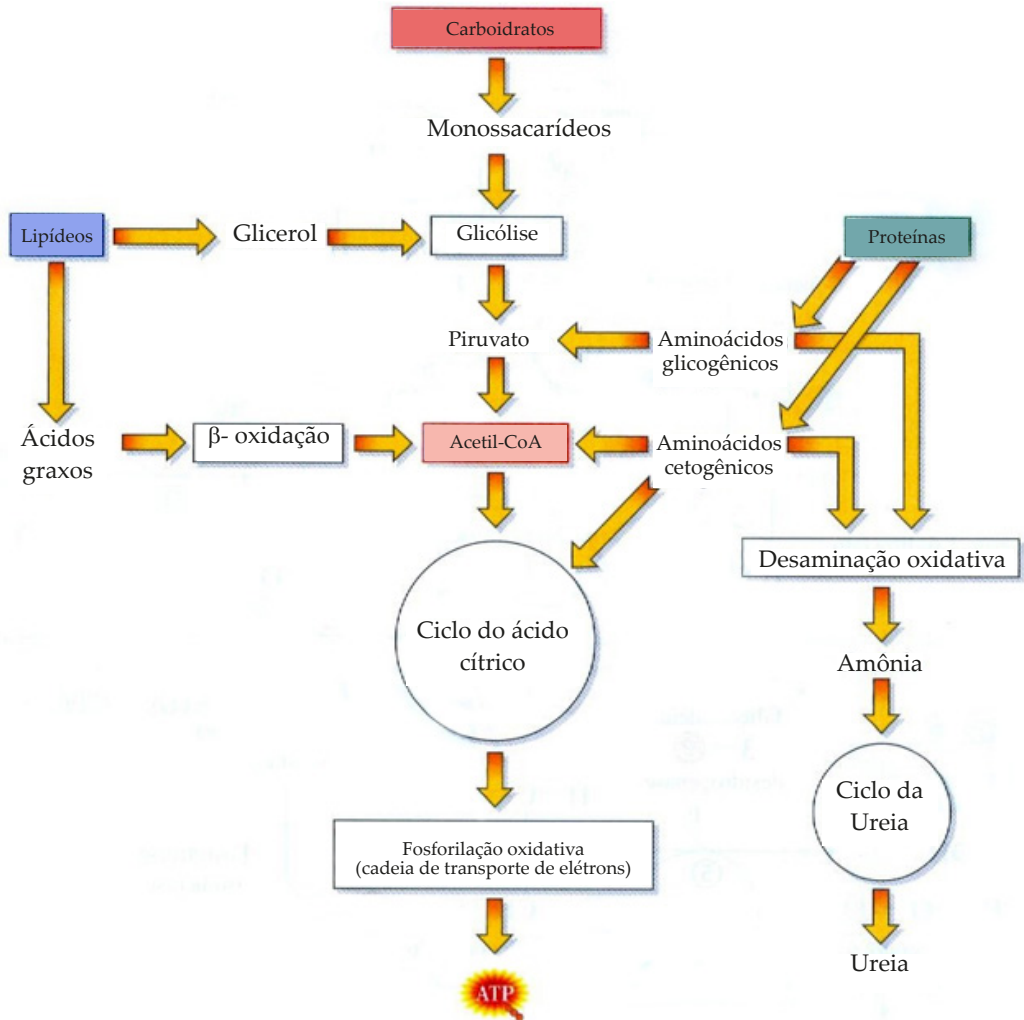 Carboidratos
Monossacarídeos
Lipídeos
Glicerol
Glicólise
Proteínas
Piruvato
Aminoácidos
glicogênicos
Ácidos
graxos
β- oxidação
Acetil-CoA
Aminoácidos
cetogênicos
Desaminação oxidativa
Ciclo do ácido
cítrico
Amônia
Ciclo da
Ureia
Fosforilação oxidativa
(cadeia de transporte de elétrons)
Ureia
ATP